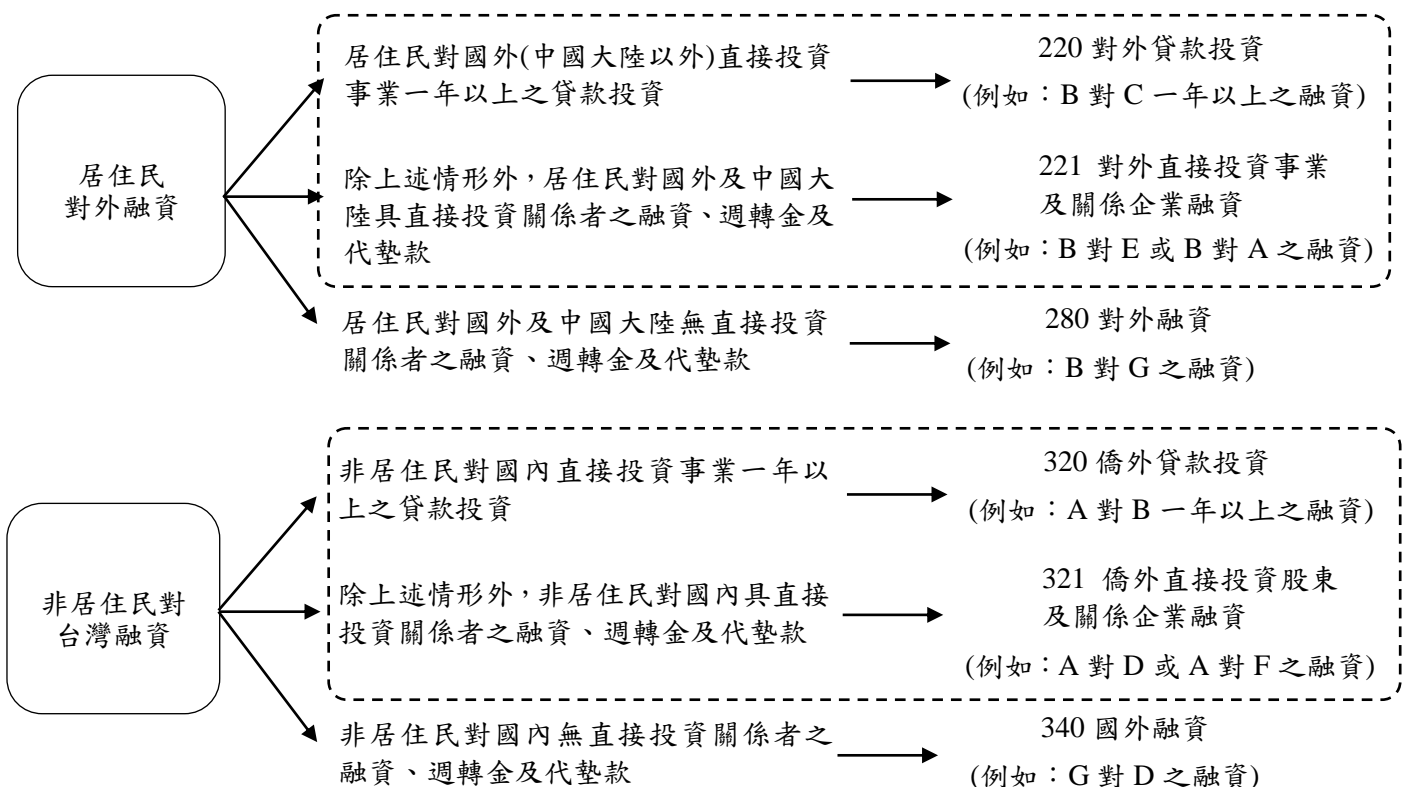 居住民
對外融資
居住民對國外(中國大陸以外)直接投資
事業一年以上之貸款投資
220 對外貸款投資
(例如：B 對 C 一年以上之融資)
除上述情形外，居住民對國外及中國大
陸具直接投資關係者之融資、週轉金及
代墊款
221 對外直接投資事業
及關係企業融資
(例如：B 對 E 或 B 對 A 之融資)
居住民對國外及中國大陸無直接投資
關係者之融資、週轉金及代墊款
280 對外融資
(例如：B 對 G 之融資)
非居住民對
台灣融資
非居住民對國內直接投資事業一年以
上之貸款投資
320 僑外貸款投資
(例如：A 對 B 一年以上之融資)
除上述情形外，非居住民對國內具直接
投資關係者之融資、週轉金及代墊款
321 僑外直接投資股東
及關係企業融資
(例如：A 對 D 或 A 對 F 之融資)
非居住民對國內無直接投資關係者之
融資、週轉金及代墊款
340 國外融資
(例如：G 對 D 之融資)